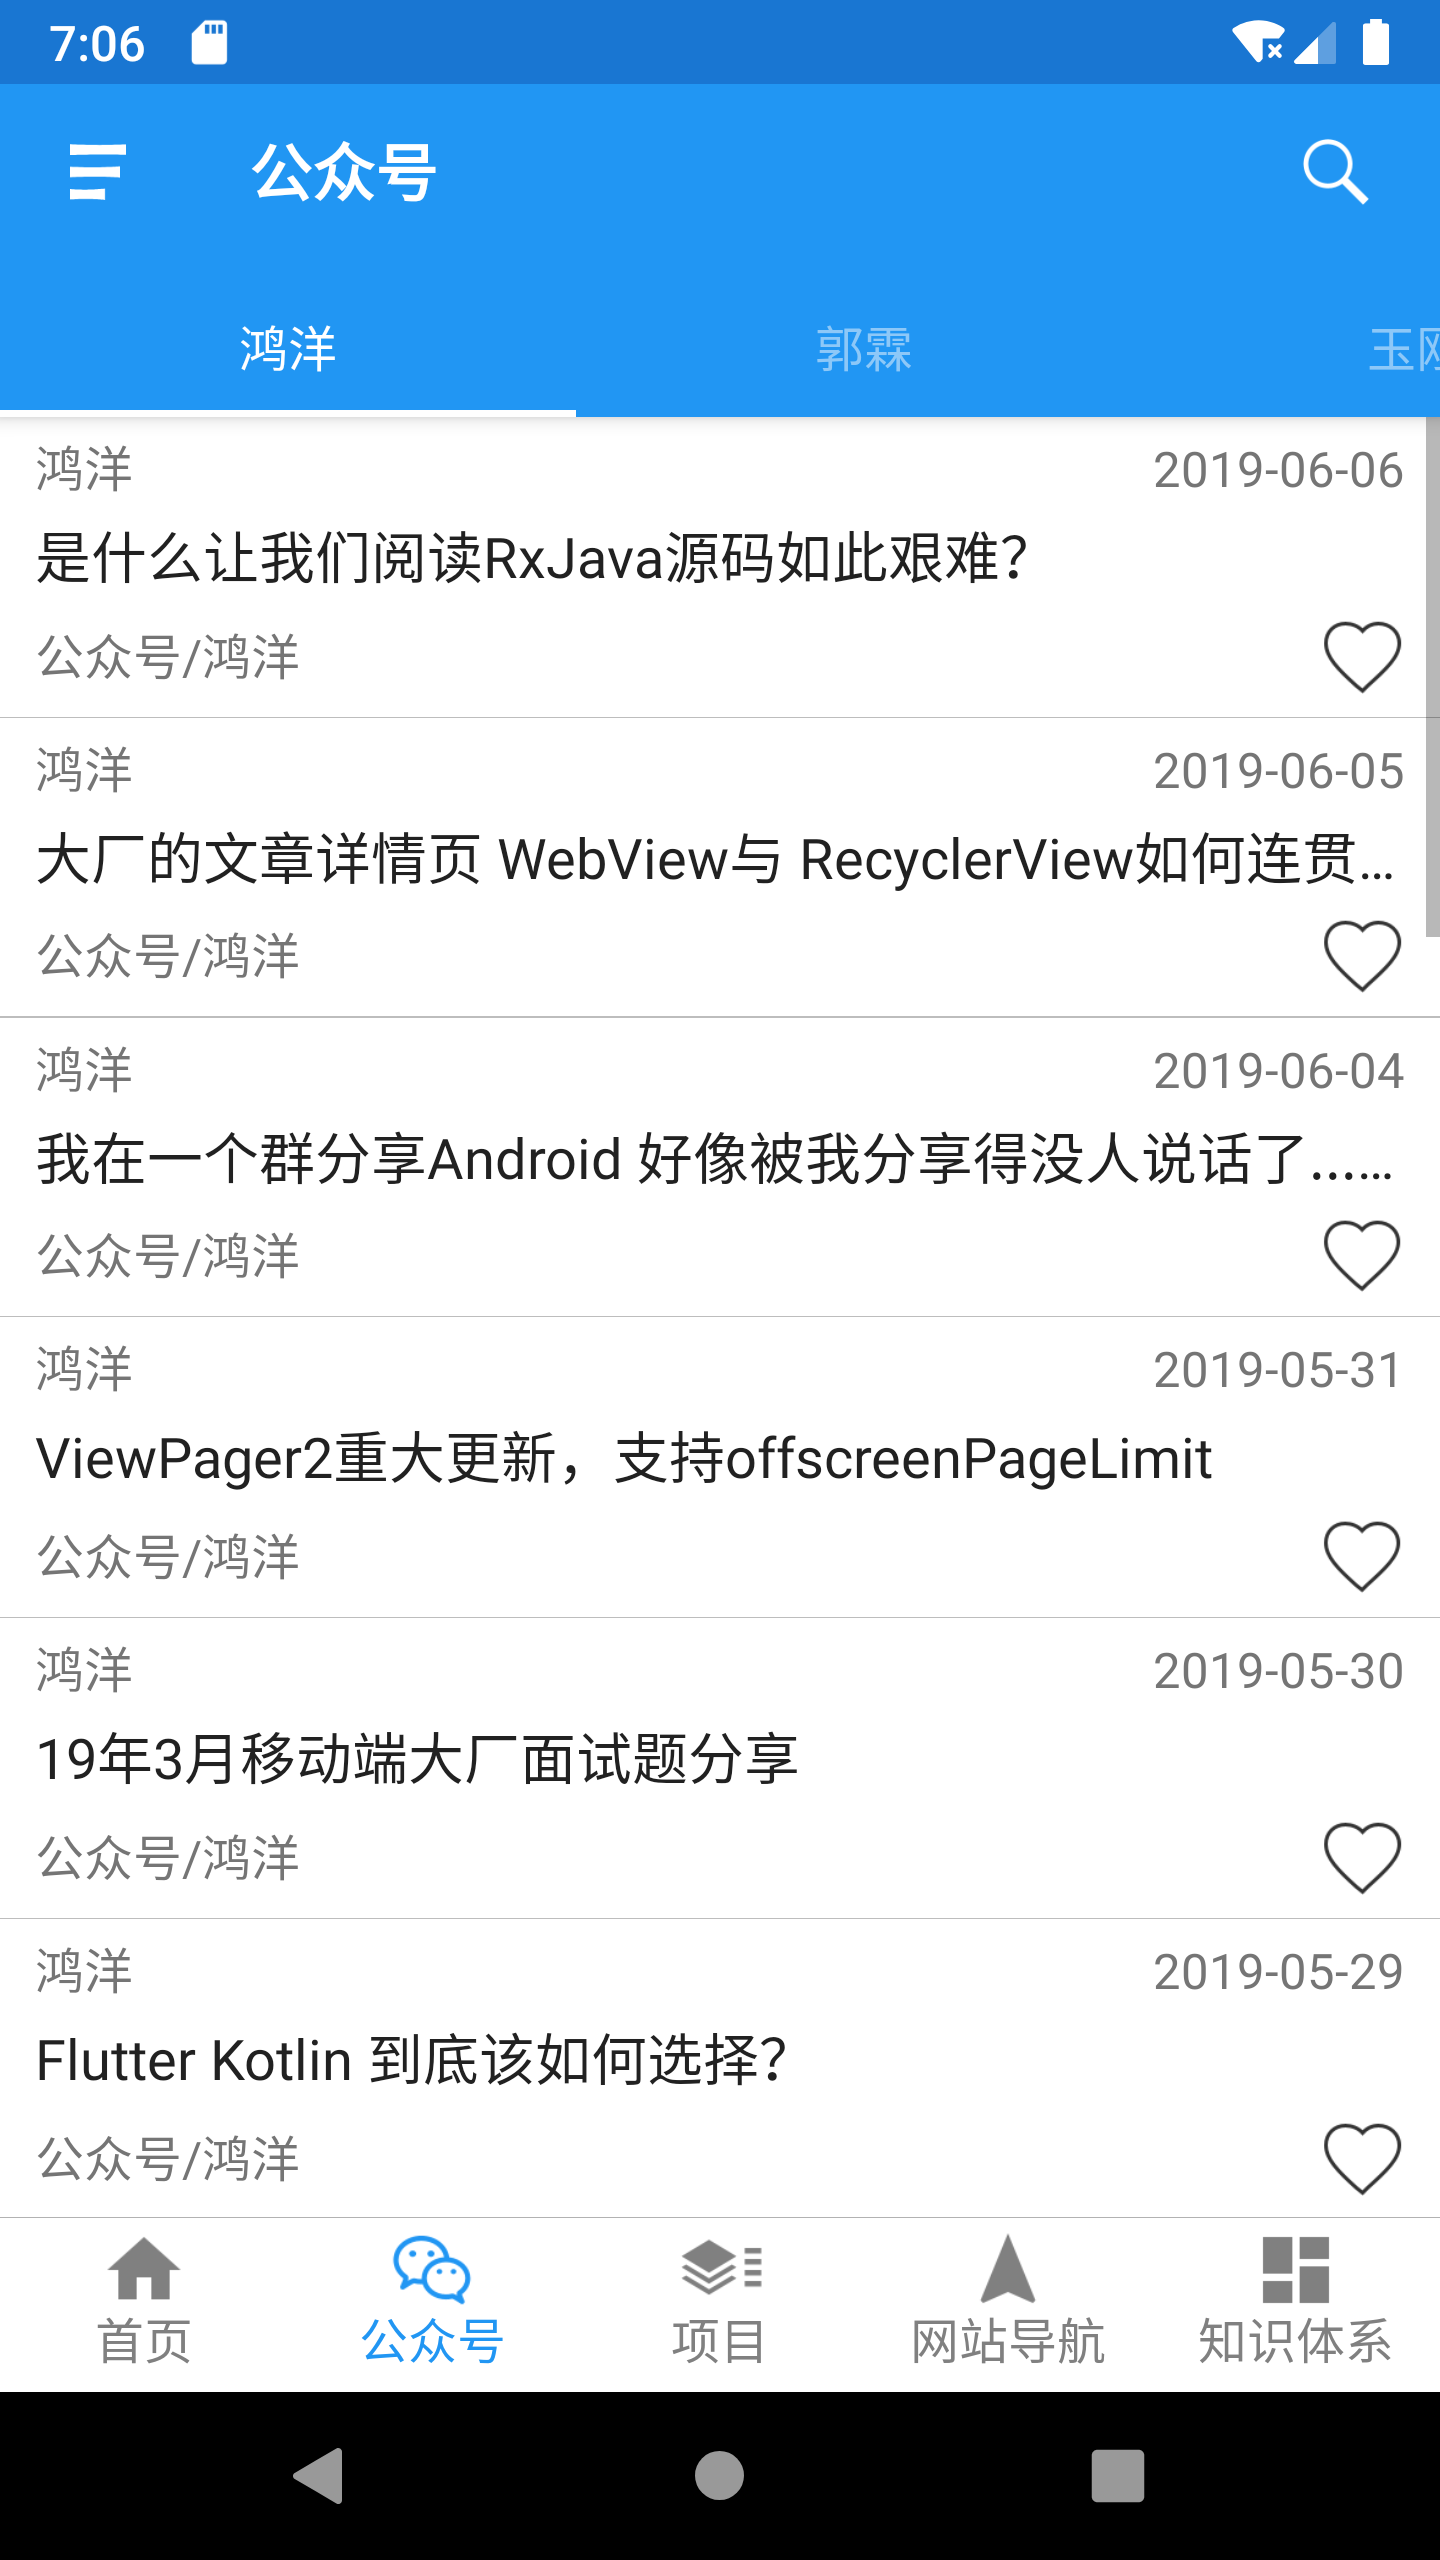 7:06
公众号
鸿洋 郭霖 玉
鸿洋 2019-06-06
是什么让我们阅读RxJava源码如此艰难？
公众号/鸿洋
鸿洋 2019-06-05
大厂的文章详情页 WebView与 RecyclerView如何连贯...
公众号/鸿洋
鸿洋 2019-06-04
我在一个群分享Android 好像被我分享得没人说话了......
公众号/鸿洋
鸿洋 2019-05-31
ViewPager2重大更新，支持offscreenPageLimit
公众号/鸿洋
鸿洋 2019-05-30
19年3月移动端大厂面试题分享
公众号/鸿洋
鸿洋 2019-05-29
Flutter Kotlin 到底该如何选择？
公众号/鸿洋
首页 公众号 项目 网站导航 知识体系